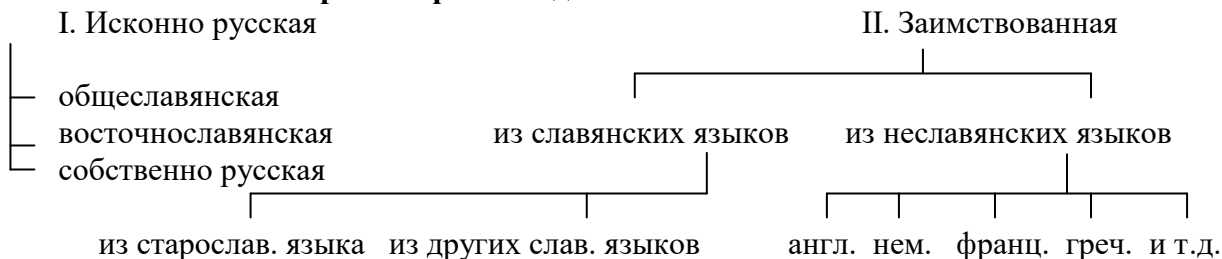 I. Исконно русская II. Заимствованная
общеславянская
восточнославянская из славянских языков из неславянских языков
собственно русская
из старослав. языка из других слав. языков англ. нем. франц. греч. и т.д.